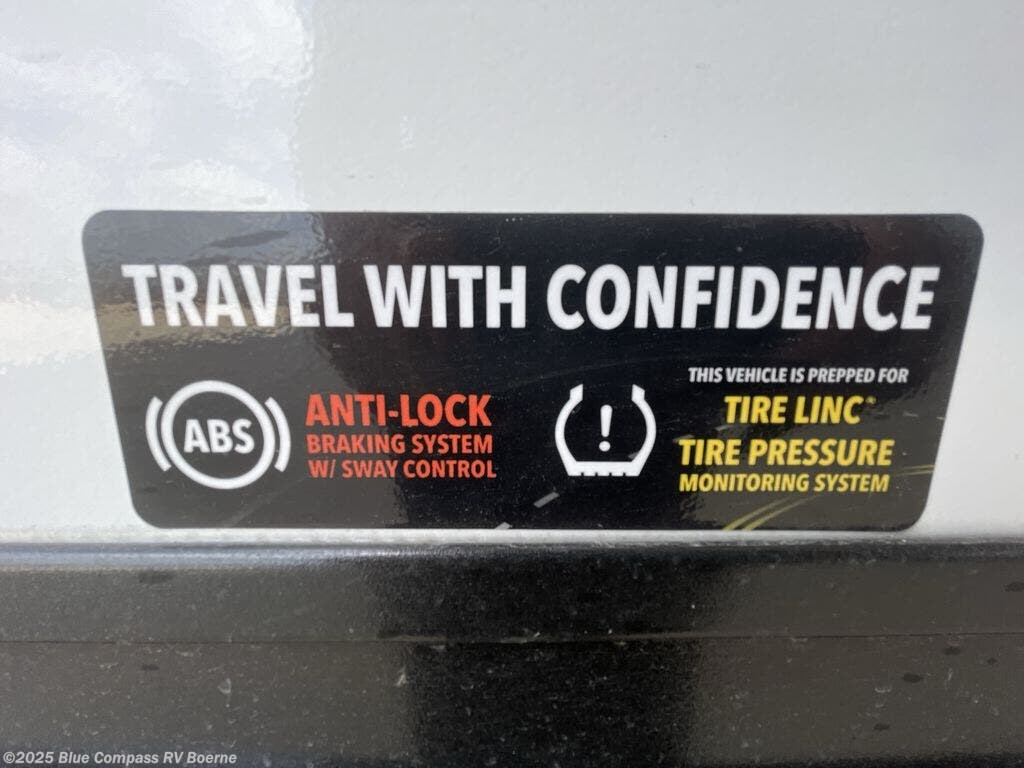 TRAVEL WITH CONFIDENCE
ABS
ANTI-LOCK
BRAKING SYSTEM
W/ SWAY CONTROL
!
THIS VEHICLE IS PREPPED FOR
TIRE LINC®
TIRE PRESSURE
MONITORING SYSTEM
©2025 Blue Compass RV Boerne